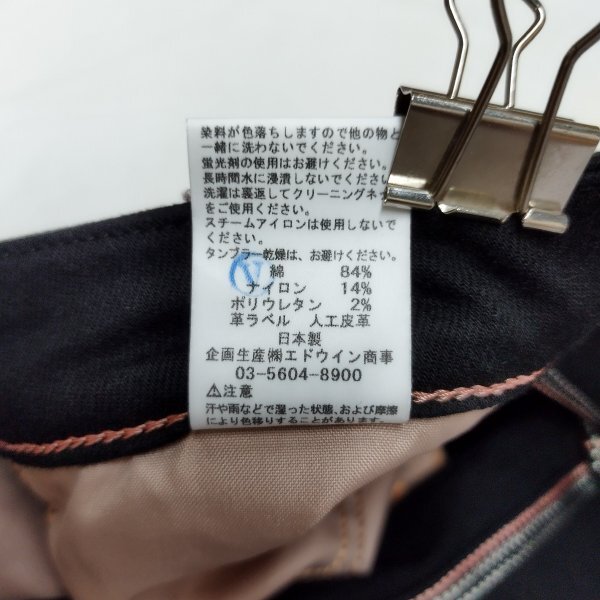 染料が色落ちしますので他の物と
一緒に洗わないでください。
蛍光剤の使用はお避けください。
長時間水に浸漬しないでください。
洗濯は裏返してクリーニングネ
をご使用ください。
スチームアイロンは使用しないで
ください。
タンブラー乾燥は、お避けください。
綿 84%
ナイロン 14%
ポリウレタン 2%
革ラベル 人工皮革
日本製
企画生産㈱エドウイン商事
03-5604-8900
⚠注意
汗や雨などで湿った状態、および摩擦
により色移りすることがあります。